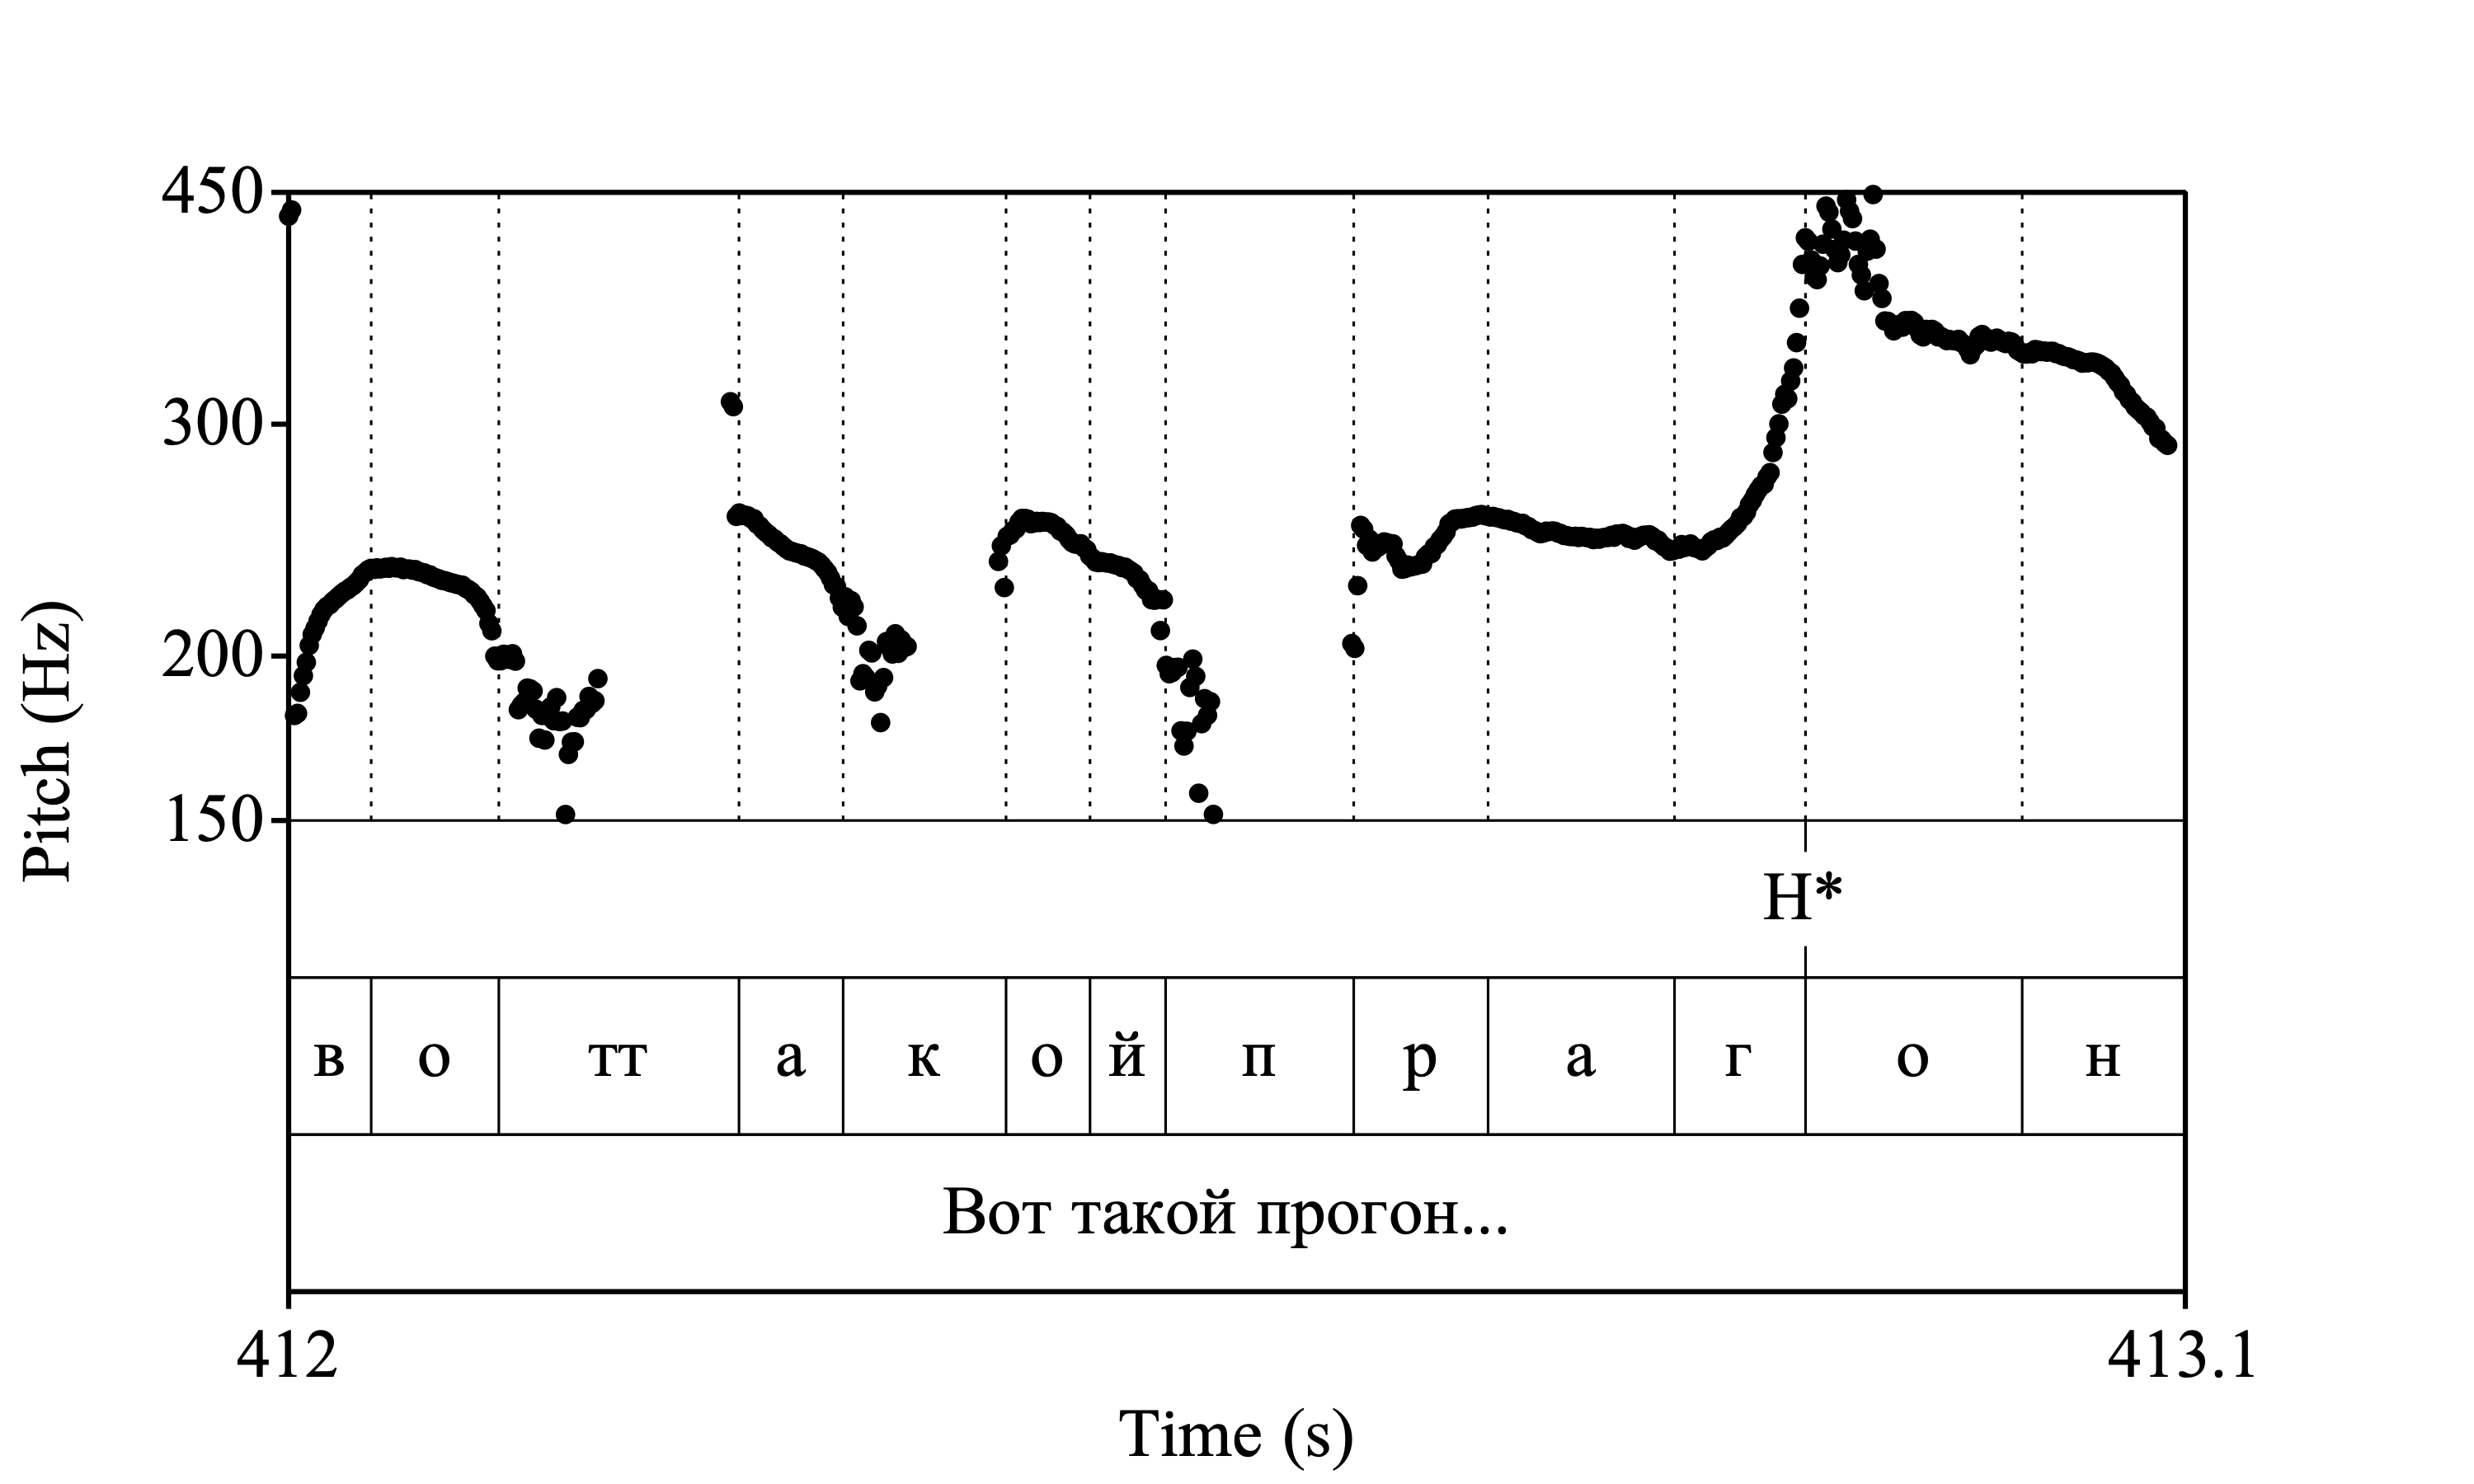 450
300
200
150
Pitch (Hz)
H*
в о тт а к о й п р а г о н
Вот такой прогон...
412 413.1
Time (s)